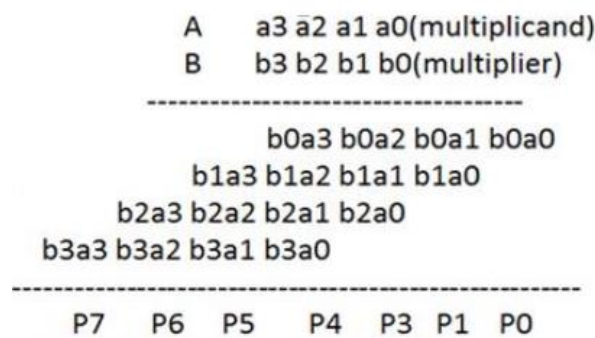 A a3 a2 a1 a0(multiplicand)
B b3 b2 b1 b0(multiplier)
------------------------------------
b0a3 b0a2 b0a1 b0a0
b1a3 b1a2 b1a1 b1a0
b2a3 b2a2 b2a1 b2a0
b3a3 b3a2 b3a1 b3a0
------------------------------------------------------
P7 P6 P5 P4 P3 P1 P0